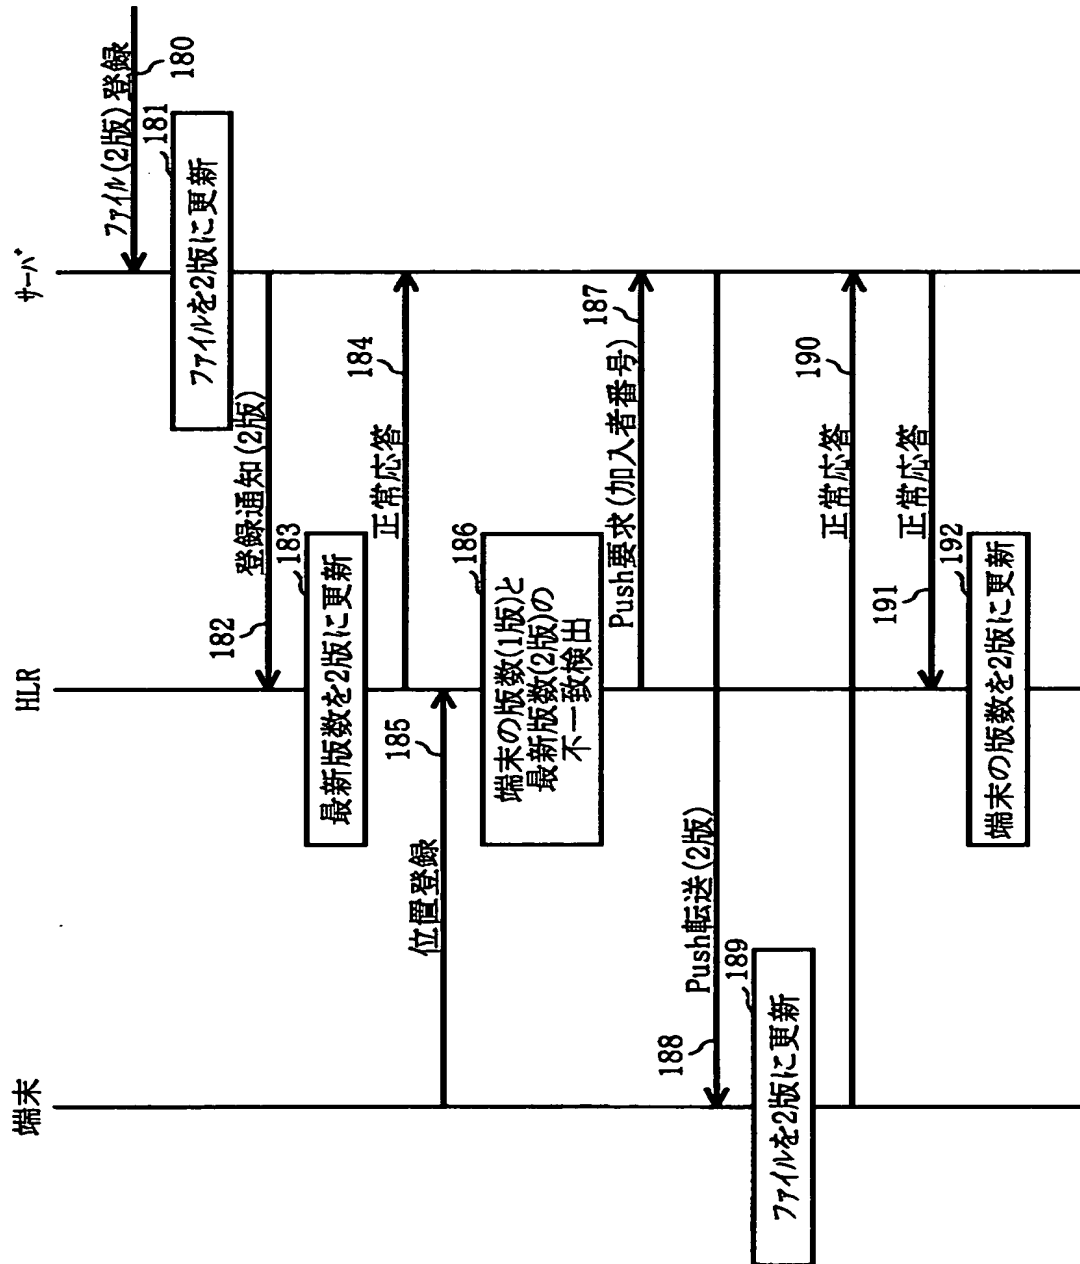 端末
HLR
サーバ
ファイル(2版)登録
180
181
ファイルを2版に更新
登録通知(2版)
182
183
最新版数を2版に更新
正常応答
184
位置登録
185
186
端末の版数(1版)と
最新版数(2版)の
不一致検出
Push要求(加入者番号)
187
Push転送(2版)
188
189
ファイルを2版に更新
正常応答
190
正常応答
191
192
端末の版数を2版に更新